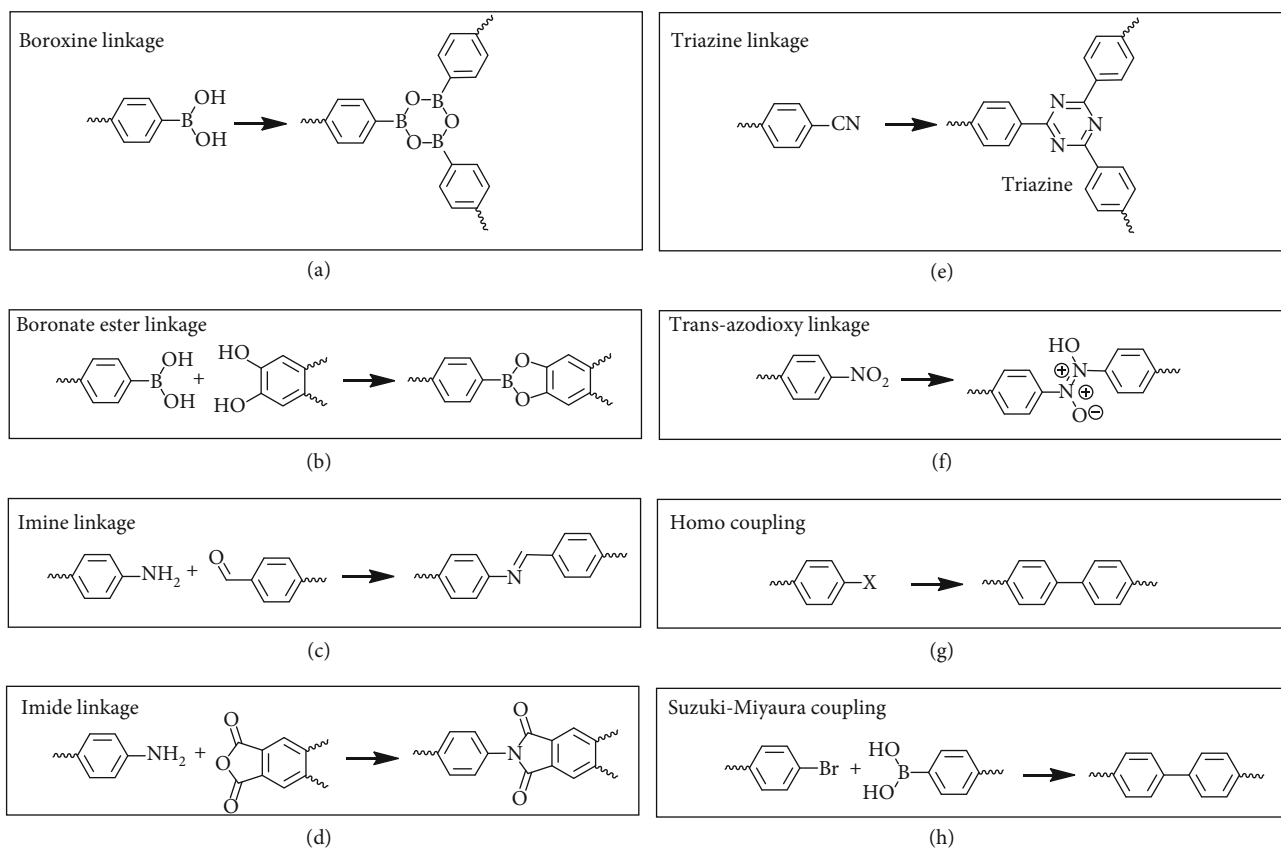 Boroxine linkage
OH
B
OH
O
B
B
O
O
B
(a)
Boronate ester linkage
OH
B
OH
+
HO
HO
O
B
O
(b)
Imine linkage
NH2
+
O
N
(c)
Imide linkage
NH2
+
O
O
O
O
N
O
(d)
Triazine linkage
CN
N
N
N
Triazine
(e)
Trans-azodioxy linkage
NO2
HO
+
N
N
+
O
−
(f)
Homo coupling
X
(g)
Suzuki-Miyaura coupling
Br
+
HO
B
HO
(h)